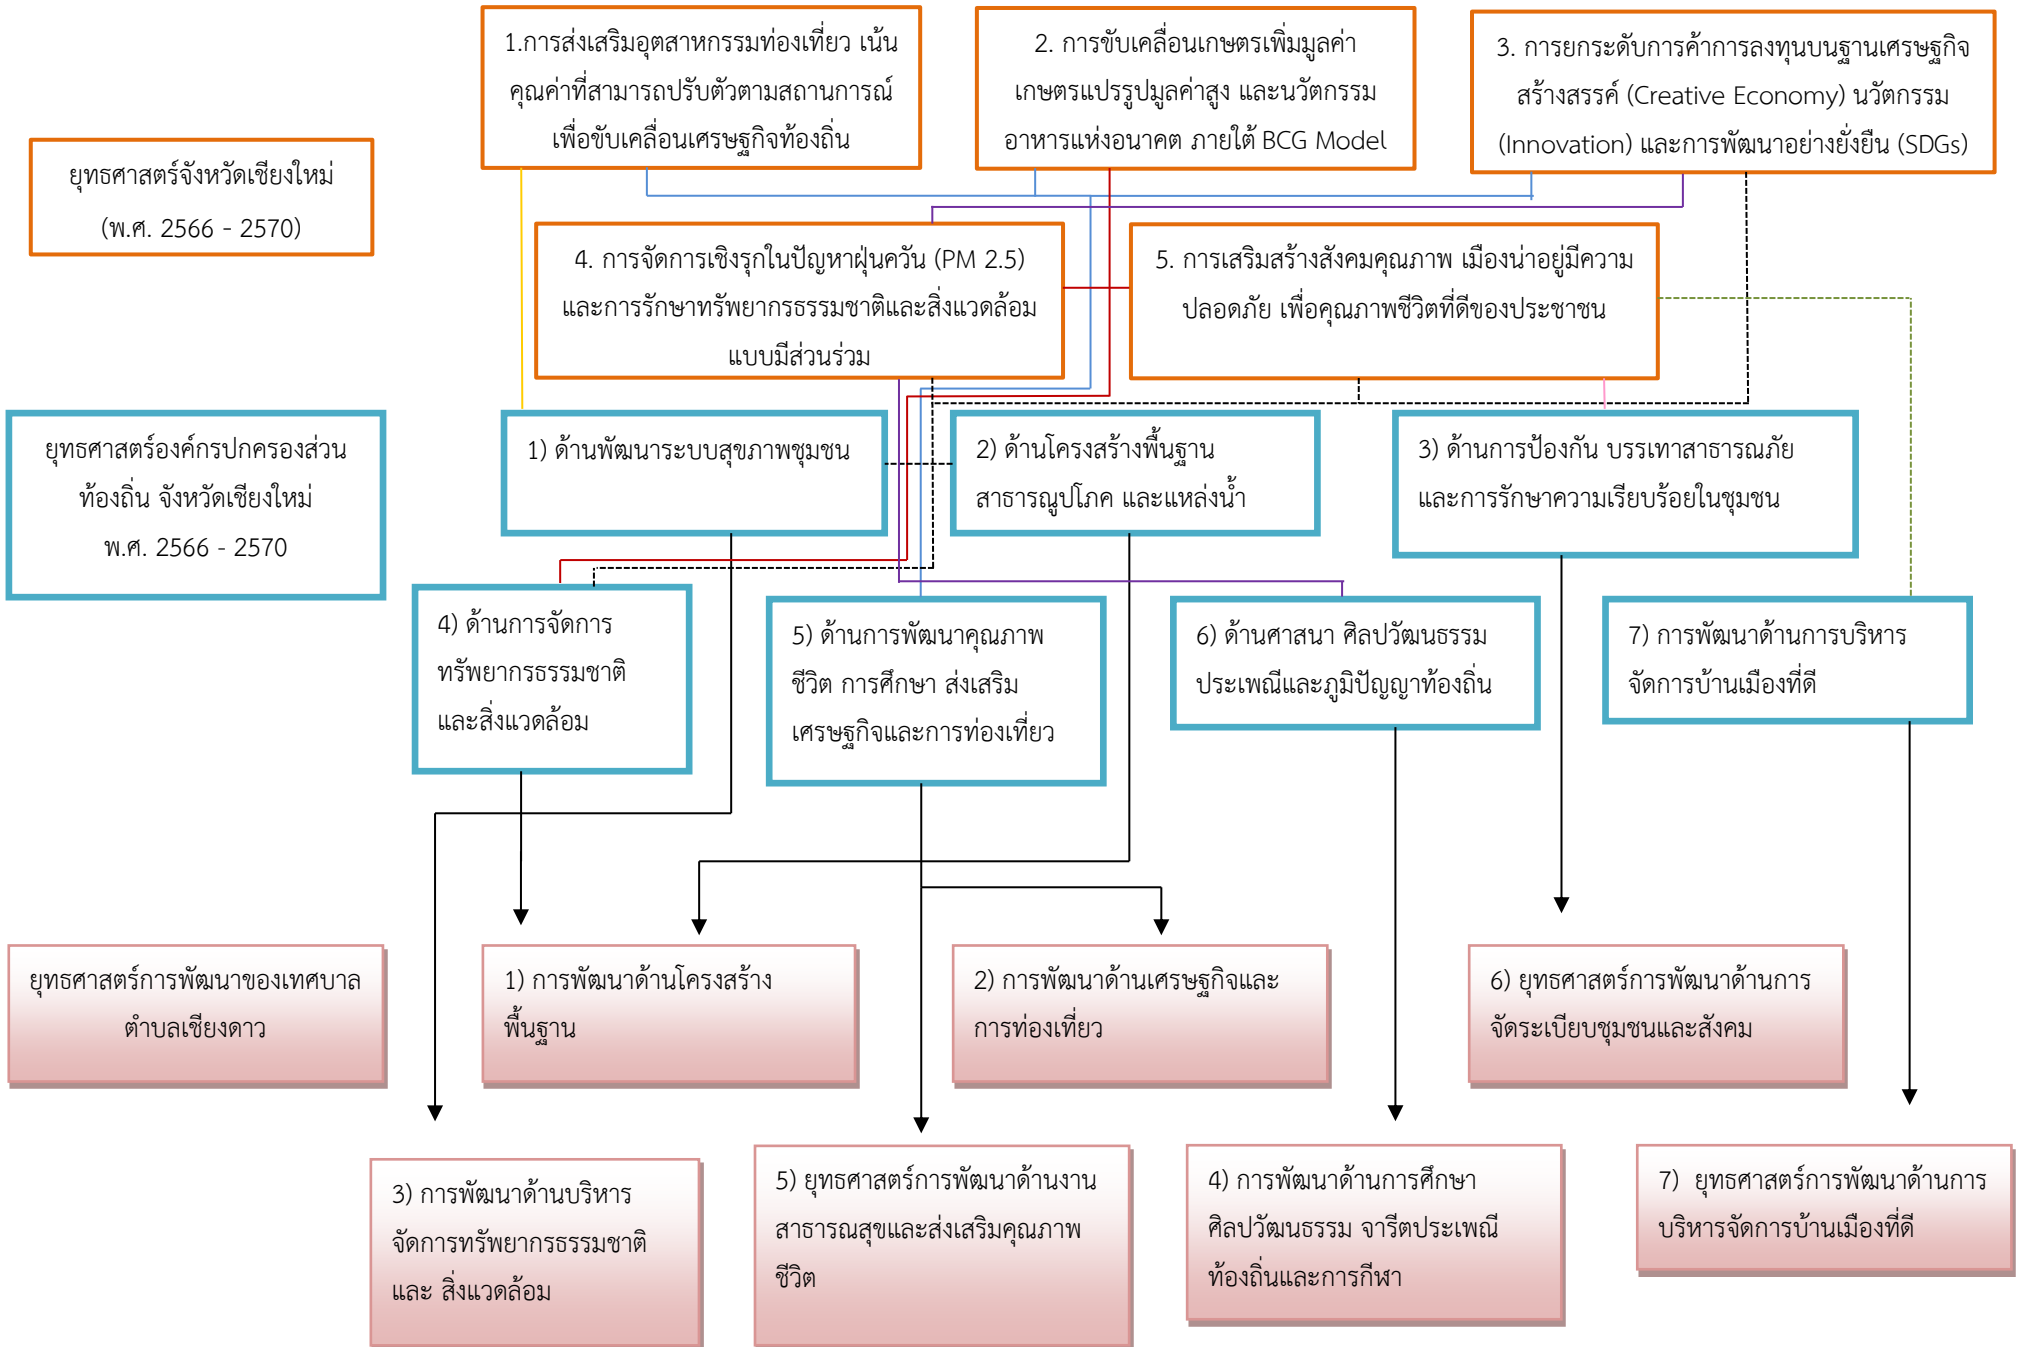 1.การส่งเสริมอุตสาหกรรมท่องเที่ยว เน้น
คุณค่าที่สามารถปรับตัวตามสถานการณ์
เพื่อขับเคลื่อนเศรษฐกิจท้องถิ่น
2. การขับเคลื่อนเกษตรเพิ่มมูลค่า
เกษตรแปรรูปมูลค่าสูง และนวัตกรรม
อาหารแห่งอนาคต ภายใต้ BCG Model
3. การยกระดับการค้าการลงทุนบนฐานเศรษฐกิจ
สร้างสรรค์ (Creative Economy) นวัตกรรม
(Innovation) และการพัฒนาอย่างยั่งยืน (SDGs)
ยุทธศาสตร์จังหวัดเชียงใหม่
(พ.ศ. 2566 - 2570)
4. การจัดการเชิงรุกในปัญหาฝุ่นควัน (PM 2.5)
และการรักษาทรัพยากรธรรมชาติและสิ่งแวดล้อม
แบบมีส่วนร่วม
5. การเสริมสร้างสังคมคุณภาพ เมืองน่าอยู่มีความ
ปลอดภัย เพื่อคุณภาพชีวิตที่ดีของประชาชน
ยุทธศาสตร์องค์กรปกครองส่วน
ท้องถิ่น จังหวัดเชียงใหม่
พ.ศ. 2566 - 2570
1) ด้านพัฒนาระบบสุขภาพชุมชน
2) ด้านโครงสร้างพื้นฐาน
สาธารณูปโภค และแหล่งน้ำ
3) ด้านการป้องกัน บรรเทาสาธารณภัย
และการรักษาความเรียบร้อยในชุมชน
4) ด้านการจัดการ
ทรัพยากรธรรมชาติ
และสิ่งแวดล้อม
5) ด้านการพัฒนาคุณภาพ
ชีวิต การศึกษา ส่งเสริม
เศรษฐกิจและการท่องเที่ยว
6) ด้านศาสนา ศิลปวัฒนธรรม
ประเพณีและภูมิปัญญาท้องถิ่น
7) การพัฒนาด้านการบริหาร
จัดการบ้านเมืองที่ดี
ยุทธศาสตร์การพัฒนาของเทศบาล
ตำบลเชียงดาว
1) การพัฒนาด้านโครงสร้าง
พื้นฐาน
2) การพัฒนาด้านเศรษฐกิจและ
การท่องเที่ยว
6) ยุทธศาสตร์การพัฒนาด้านการ
จัดระเบียบชุมชนและสังคม
3) การพัฒนาด้านบริหาร
จัดการทรัพยากรธรรมชาติ
และ สิ่งแวดล้อม
5) ยุทธศาสตร์การพัฒนาด้านงาน
สาธารณสุขและส่งเสริมคุณภาพ
ชีวิต
4) การพัฒนาด้านการศึกษา
ศิลปวัฒนธรรม จารีตประเพณี
ท้องถิ่นและการกีฬา
7) ยุทธศาสตร์การพัฒนาด้านการ
บริหารจัดการบ้านเมืองที่ดี